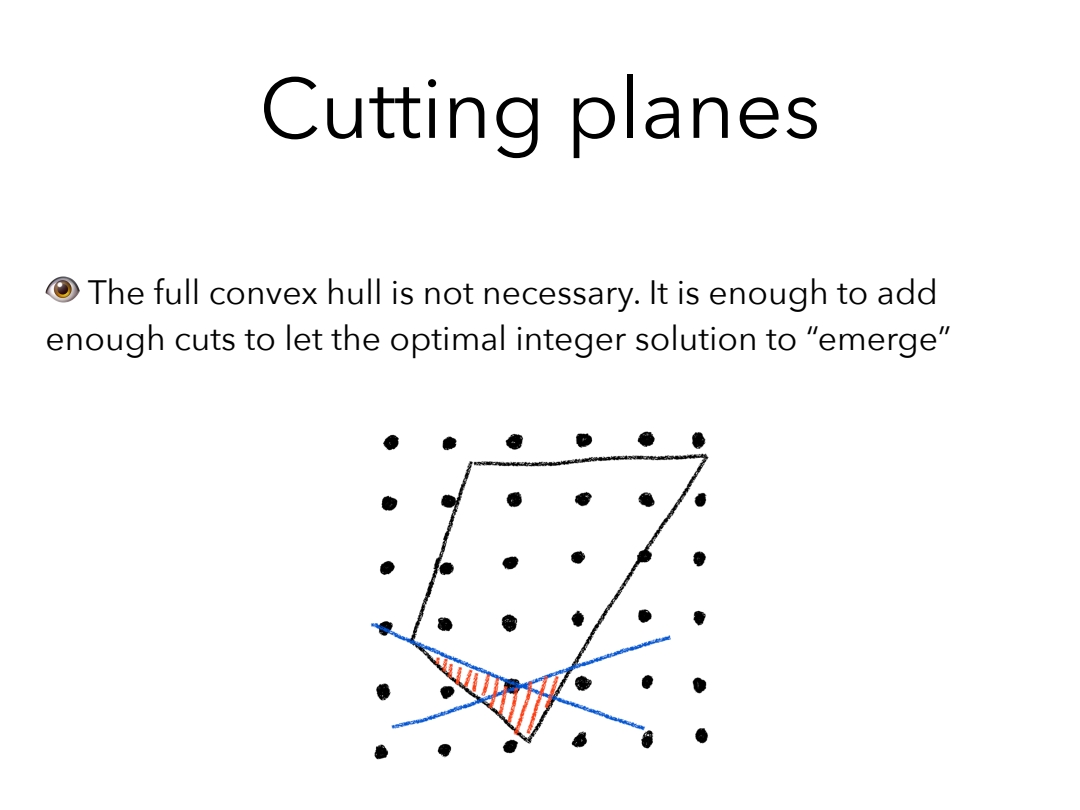 Cutting planes
👁 The full convex hull is not necessary. It is enough to add
enough cuts to let the optimal integer solution to “emerge”